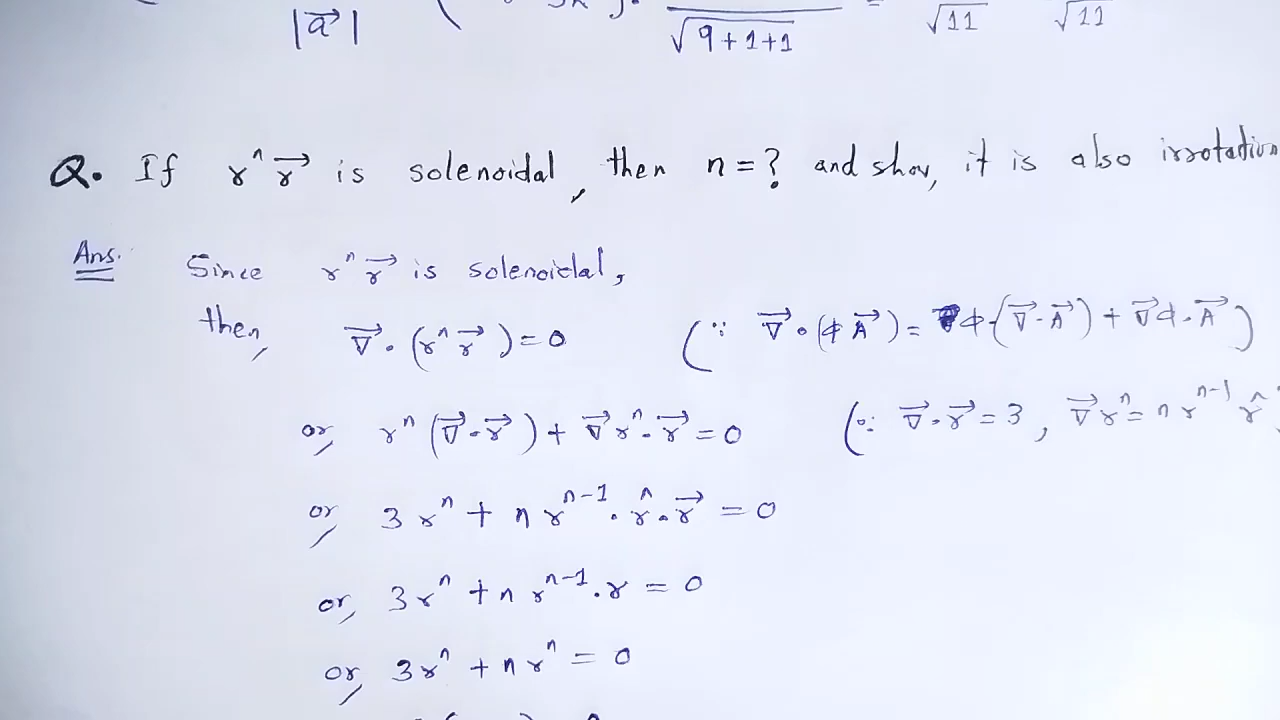 |a⃗| √9+1+1 √11 √11
Q. If r^n r⃗ is solenoidal, then n = ? and show, it is also irrotation
Ans. Since r^n r⃗ is solenoidal,
then, ∇⃗ · (r^n r⃗) = 0 (∵ ∇⃗ · (ϕ A⃗) = ϕ · (∇⃗ · A⃗) + ∇⃗ϕ · A⃗)
or, r^n (∇⃗ · r⃗) + ∇⃗ r^n · r⃗ = 0 (∵ ∇⃗ · r⃗ = 3, ∇⃗ r^n = n r^{n-1} r̂
or, 3 r^n + n r^{n-1} · r̂ · r⃗ = 0
or, 3 r^n + n r^{n-1} · r = 0
or, 3 r^n + n r^n = 0